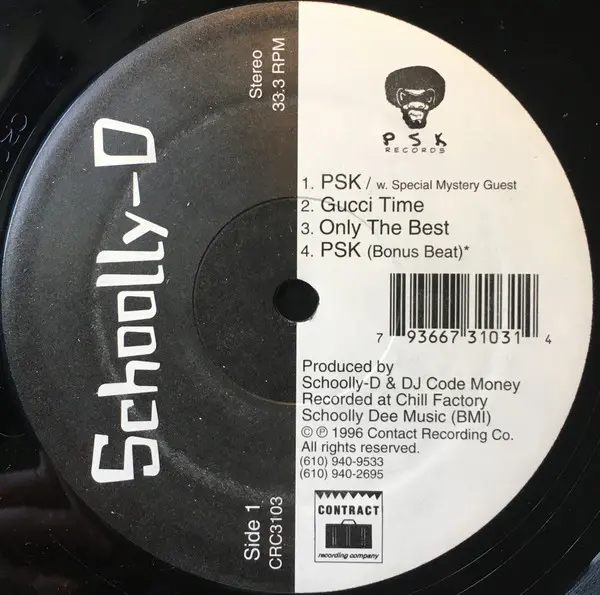 Schoolly-D
Stereo
33.3 RPM
Side 1
CRC3103
PSK
RECORDS
1. PSK / w. Special Mystery Guest
2. Gucci Time
3. Only The Best
4. PSK (Bonus Beat)*
7 93667 31031 4
Produced by
Schoolly-D & DJ Code Money
Recorded at Chill Factory
Schoolly Dee Music (BMI)
© ℗ 1996 Contact Recording Co.
All rights reserved.
(610) 940-9533
(610) 940-2695
CONTRACT
recording company